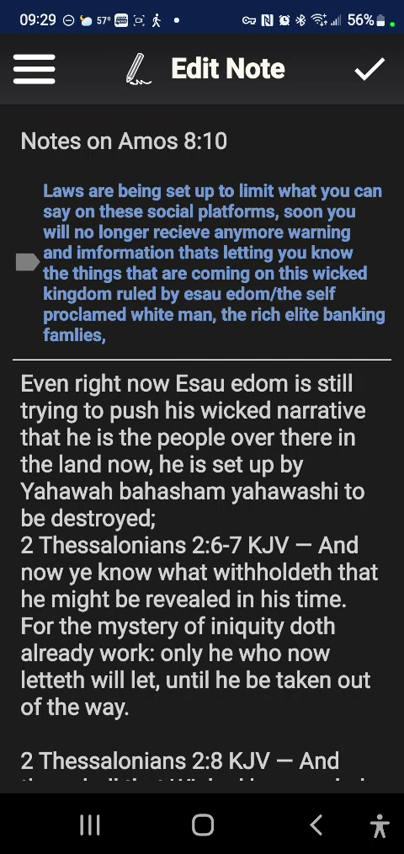 09:29 57° 56%
Edit Note
Notes on Amos 8:10
Laws are being set up to limit what you can
say on these social platforms, soon you
will no longer recieve anymore warning
and imformation thats letting you know
the things that are coming on this wicked
kingdom ruled by esau edom/the self
proclamed white man, the rich elite banking
famlies,
Even right now Esau edom is still
trying to push his wicked narrative
that he is the people over there in
the land now, he is set up by
Yahawah bahasham yahawashi to
be destroyed;
2 Thessalonians 2:6-7 KJV — And
now ye know what withholdeth that
he might be revealed in his time.
For the mystery of iniquity doth
already work: only he who now
letteth will let, until he be taken out
of the way.
2 Thessalonians 2:8 KJV — And